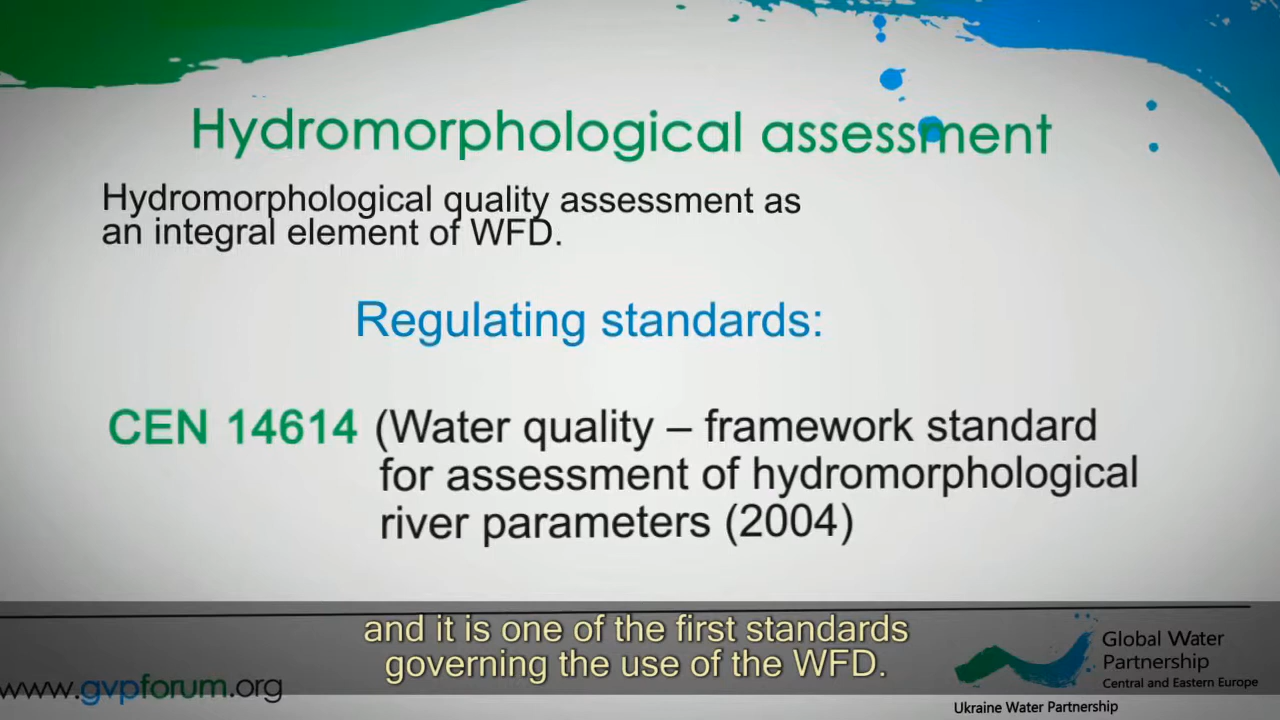 Hydromorphological assessment
Hydromorphological quality assessment as
an integral element of WFD.
Regulating standards:
CEN 14614 (Water quality – framework standard
for assessment of hydromorphological
river parameters (2004)
and it is one of the first standards
governing the use of the WFD.
www.gvpforum.org
Global Water
Partnership
Central and Eastern Europe
Ukraine Water Partnership